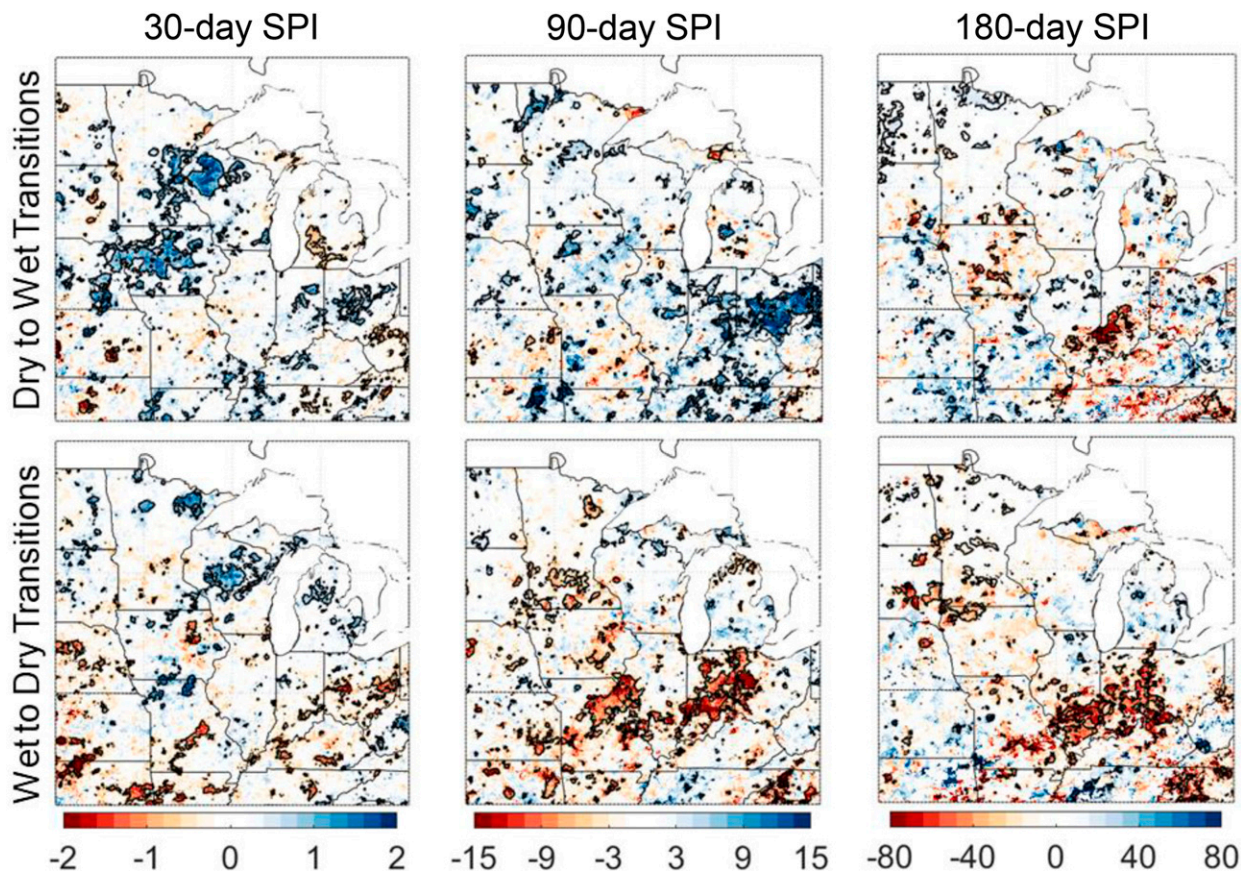 30-day SPI 90-day SPI 180-day SPI
Dry to Wet Transitions
Wet to Dry Transitions
-2 -1 0 1 2 -15 -9 -3 3 9 15 -80 -40 0 40 80